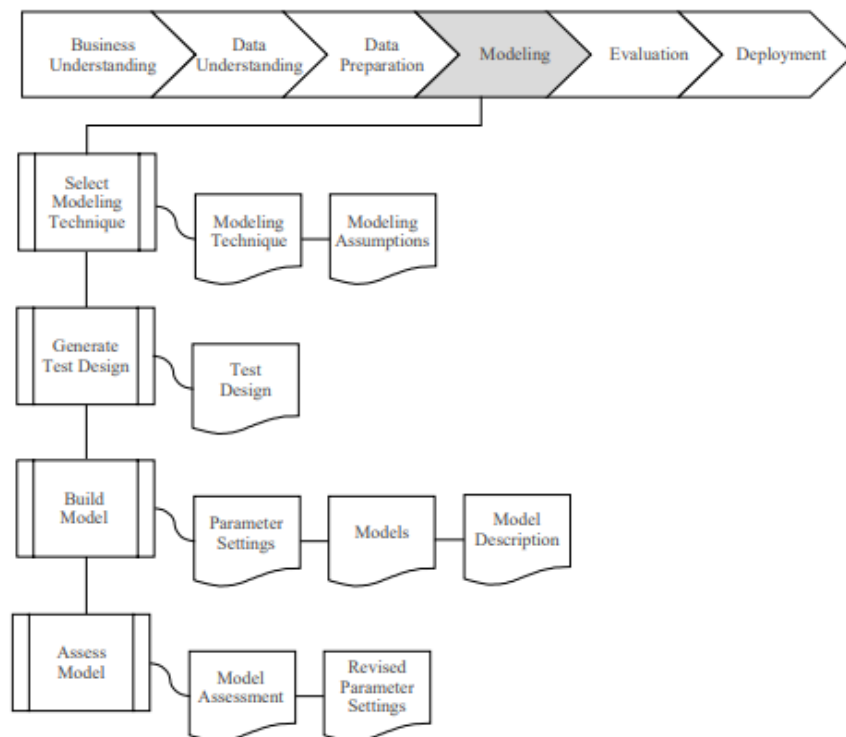 Business
Understanding
Data
Understanding
Data
Preparation
Modeling
Evaluation
Deployment
Select
Modeling
Technique
Modeling
Technique
Modeling
Assumptions
Generate
Test Design
Test
Design
Build
Model
Parameter
Settings
Models
Model
Description
Assess
Model
Model
Assessment
Revised
Parameter
Settings